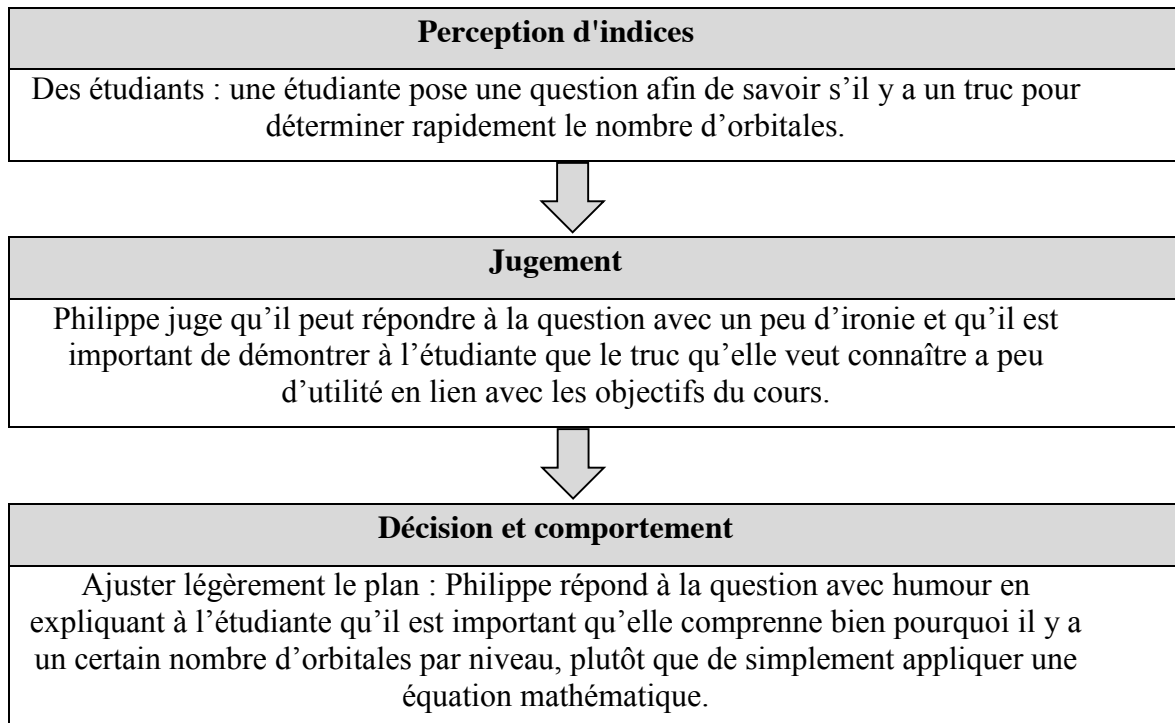 Perception d'indices
Des étudiants : une étudiante pose une question afin de savoir s’il y a un truc pour
déterminer rapidement le nombre d’orbitales.
Jugement
Philippe juge qu’il peut répondre à la question avec un peu d’ironie et qu’il est
important de démontrer à l’étudiante que le truc qu’elle veut connaître a peu
d’utilité en lien avec les objectifs du cours.
Décision et comportement
Ajuster légèrement le plan : Philippe répond à la question avec humour en
expliquant à l’étudiante qu’il est important qu’elle comprenne bien pourquoi il y a
un certain nombre d’orbitales par niveau, plutôt que de simplement appliquer une
équation mathématique.